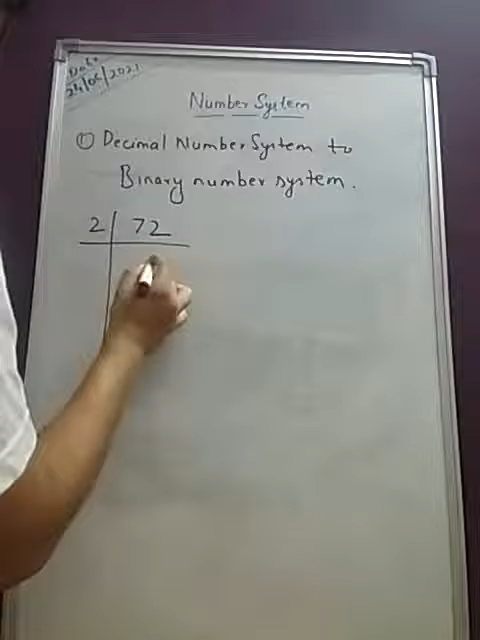 Date
24/06/2021
Number System
① Decimal Number System to
Binary number system.
2 72